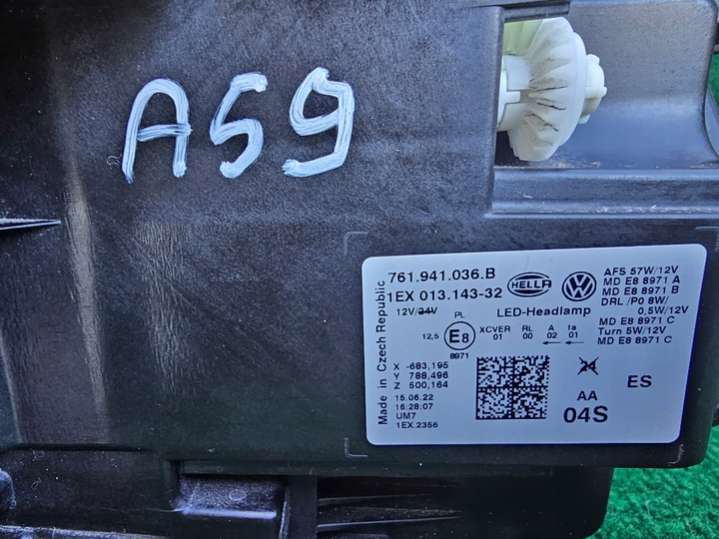 A59
761.941.036.B
HELLA
1EX 013.143-32
12V/24V
LED-Headlamp
AFS 57W/12V
MD E8 8971 A
MD E8 8971 B
DRL /P0 8W/
0,5W/12V
MD E8 8971 C
Turn 5W/12V
MD E8 8971 C
Made in Czech Republic
PL
12,5
E8
8971
XCVER
01
RL
00
A
02
Ia
01
X -683,195
Y 788,496
Z 500,164
15.06.22
16:28:07
UM7
1EX.2356
AA
04S
ES